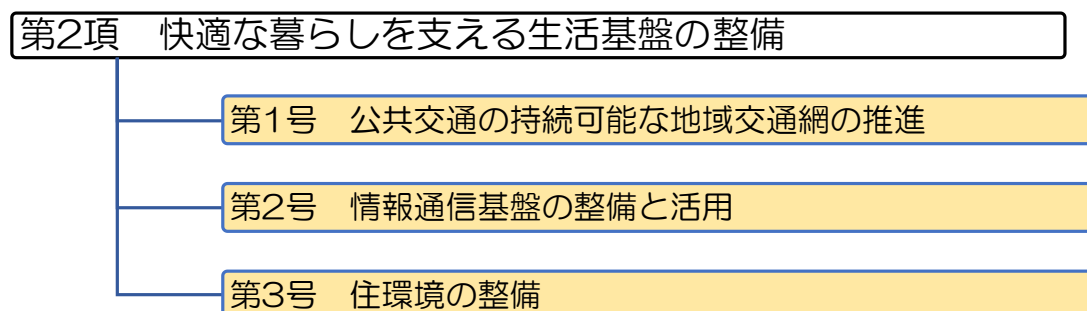 第2項　快適な暮らしを支える生活基盤の整備
第1号　公共交通の持続可能な地域交通網の推進
第2号　情報通信基盤の整備と活用
第3号　住環境の整備